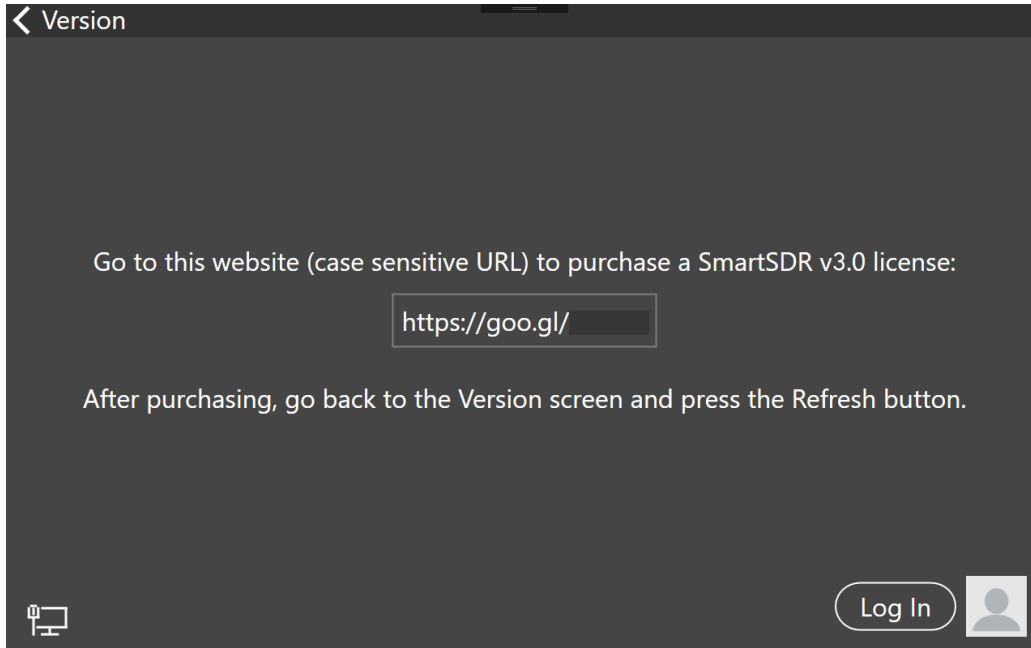 Version
Go to this website (case sensitive URL) to purchase a SmartSDR v3.0 license:
https://goo.gl/
After purchasing, go back to the Version screen and press the Refresh button.
Log In